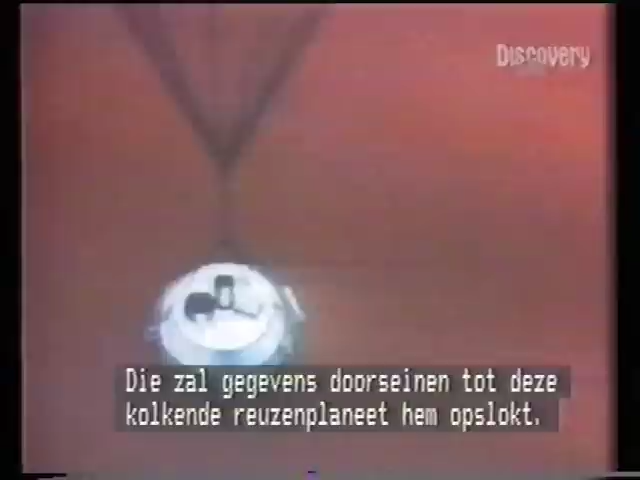 Discovery
Die zal gegevens doorseinen tot deze
kolkende reuzenplaneet hem opslokt.